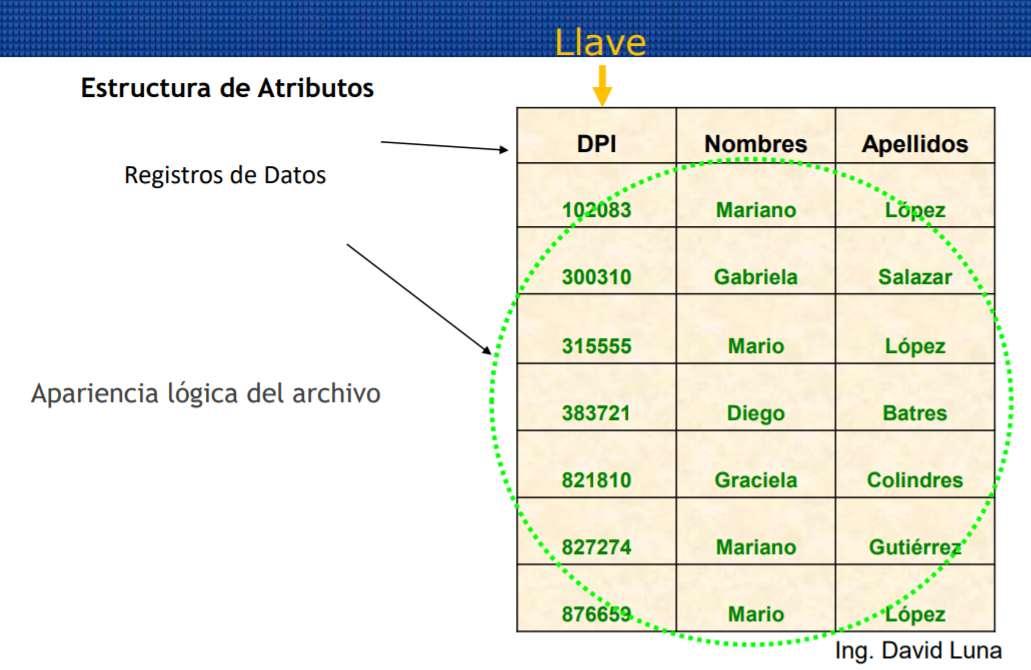 Llave
Estructura de Atributos
Registros de Datos
Apariencia lógica del archivo
DPI Nombres Apellidos
102083 Mariano López
300310 Gabriela Salazar
315555 Mario López
383721 Diego Batres
821810 Graciela Colindres
827274 Mariano Gutiérrez
876659 Mario López
Ing. David Luna